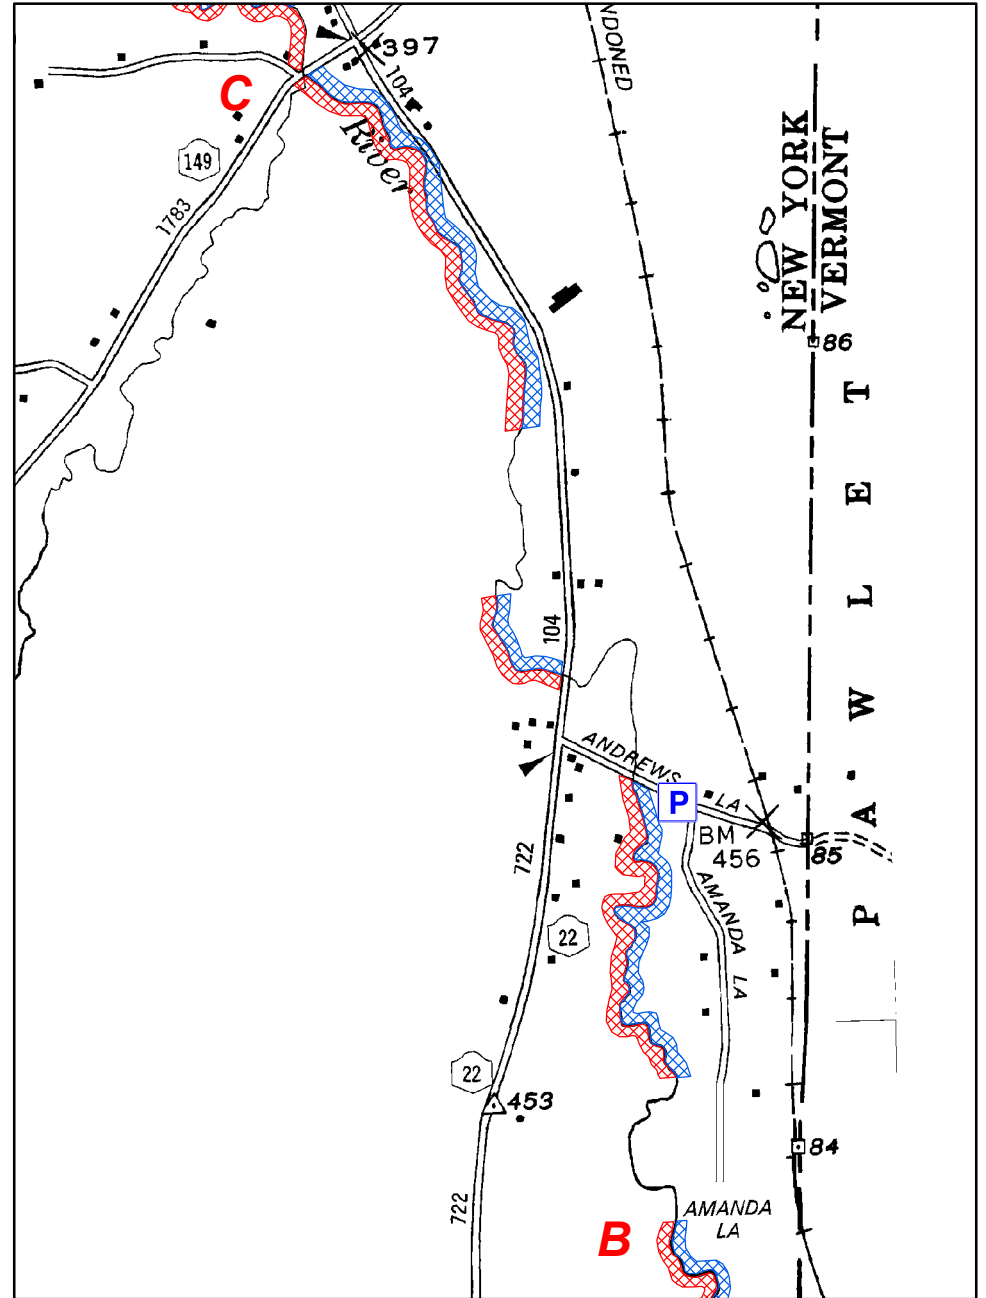 NDONED
397
104
C
River
149
1783
NEW YORK
VERMONT
86
PAWLET
104
ANDREWS LA
P
BM
456
85
722
AMANDA LA
22
22
453
84
722
AMANDA
LA
B